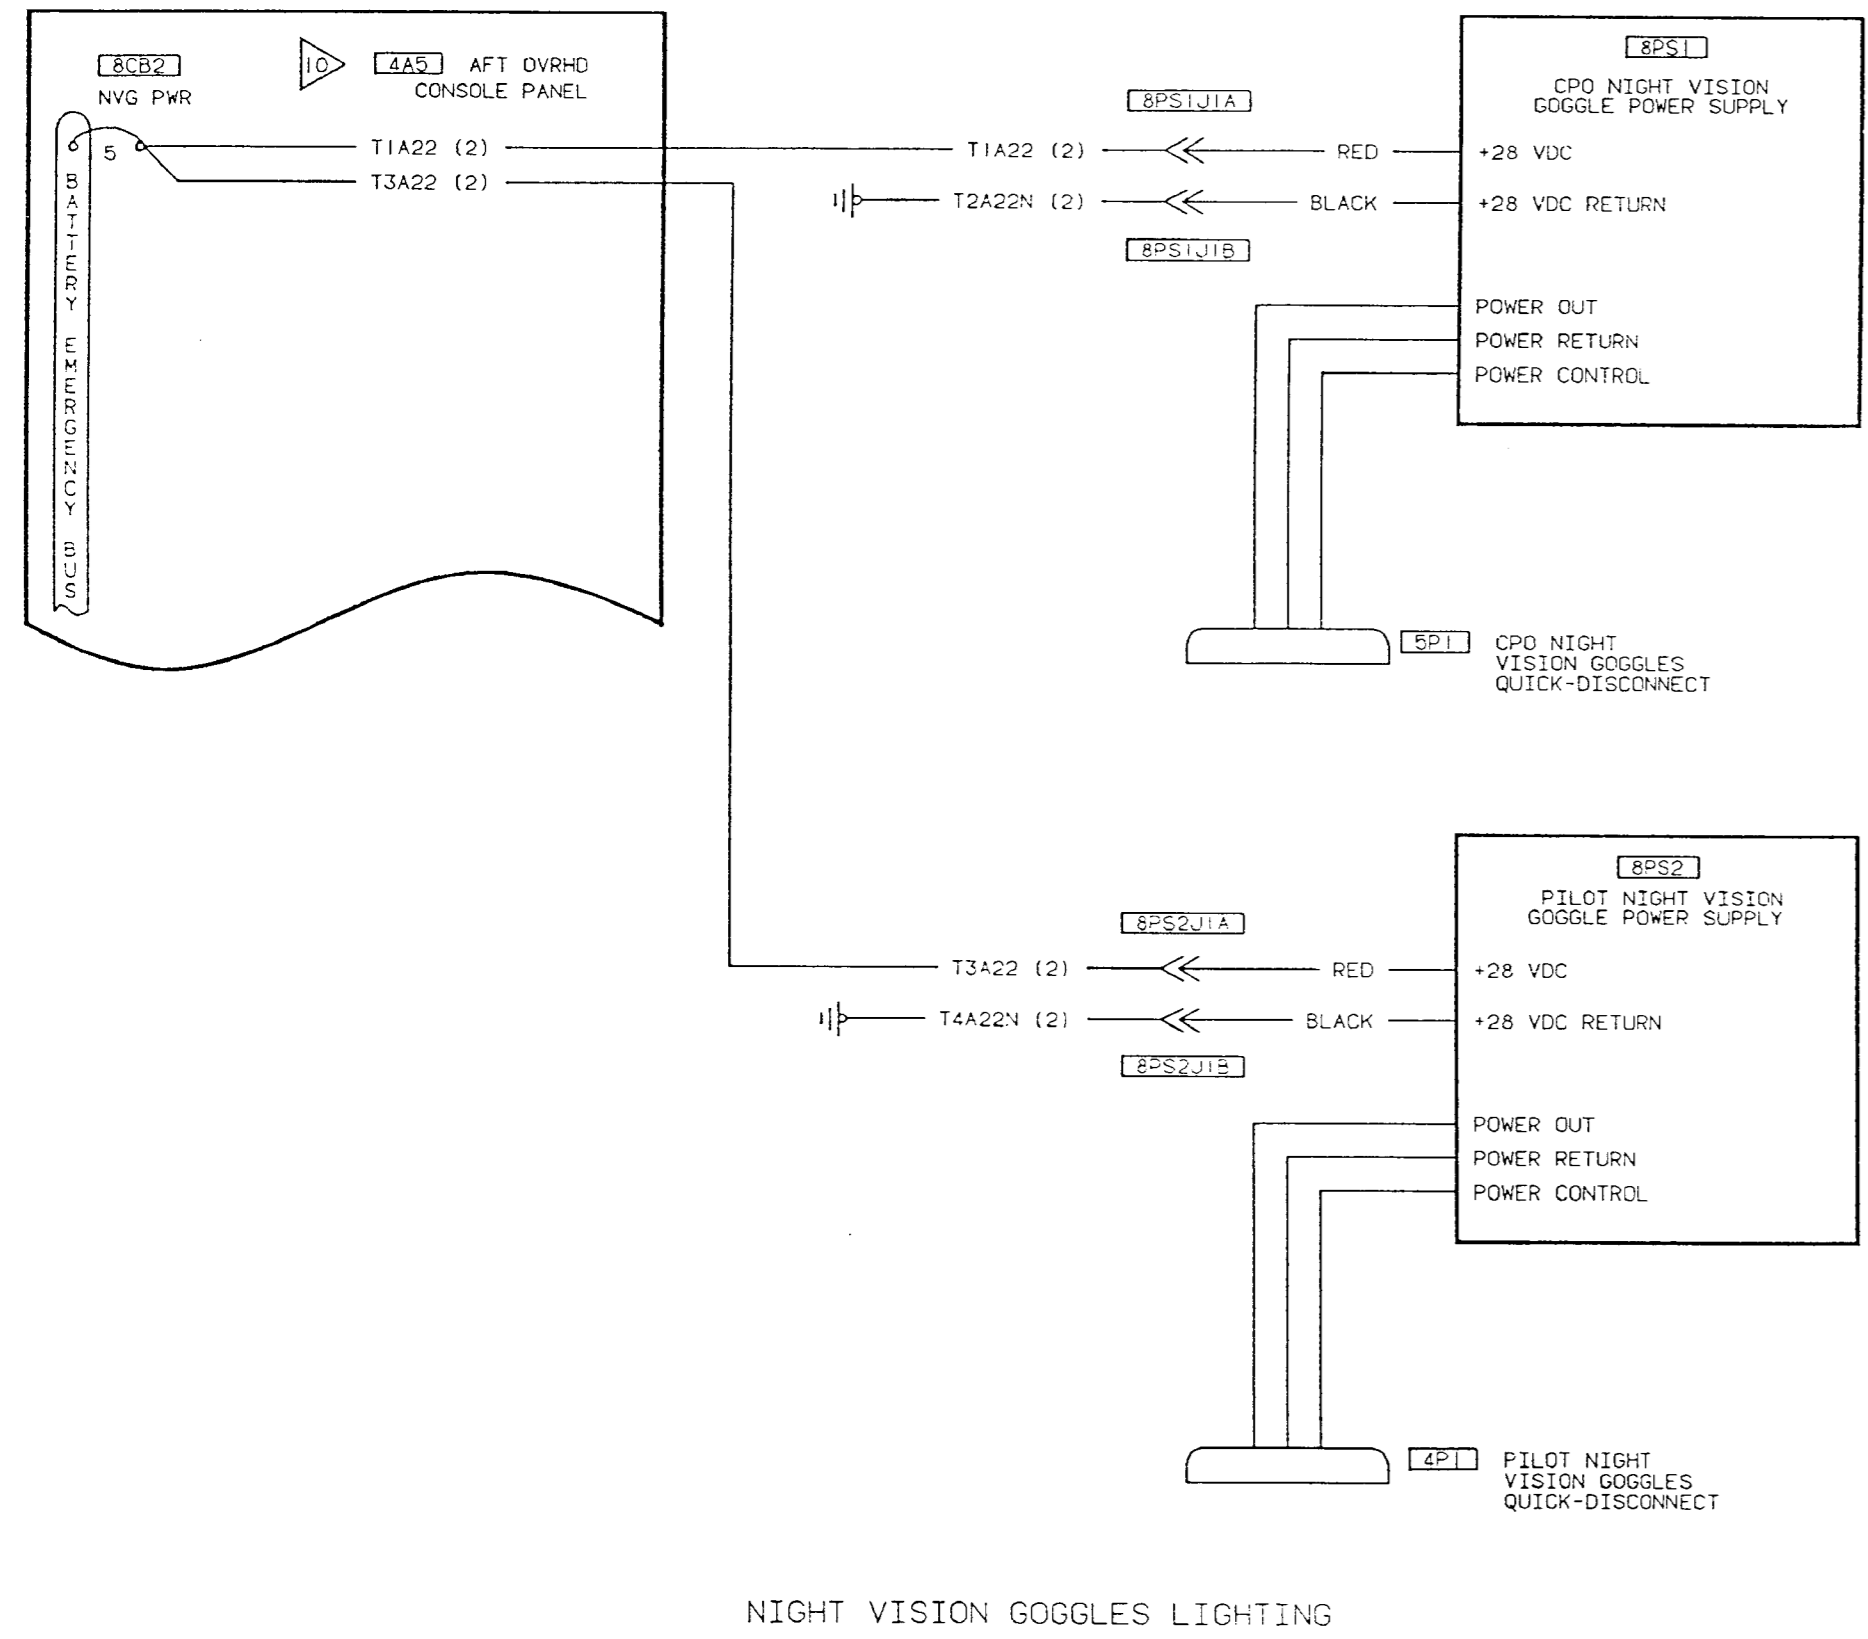 8CB2
NVG PWR
10
4A5 AFT OVRHD
CONSOLE PANEL
5
BATTERY EMERGENCY BUS
T1A22 (2)
T3A22 (2)
8PS1J1A
T1A22 (2)
RED
T2A22N (2)
BLACK
8PS1J1B
8PS1
CPO NIGHT VISION
GOGGLE POWER SUPPLY
+28 VDC
+28 VDC RETURN
POWER OUT
POWER RETURN
POWER CONTROL
5P1
CPO NIGHT
VISION GOGGLES
QUICK-DISCONNECT
8PS2J1A
T3A22 (2)
RED
T4A22N (2)
BLACK
8PS2J1B
8PS2
PILOT NIGHT VISION
GOGGLE POWER SUPPLY
+28 VDC
+28 VDC RETURN
POWER OUT
POWER RETURN
POWER CONTROL
4P1
PILOT NIGHT
VISION GOGGLES
QUICK-DISCONNECT
NIGHT VISION GOGGLES LIGHTING